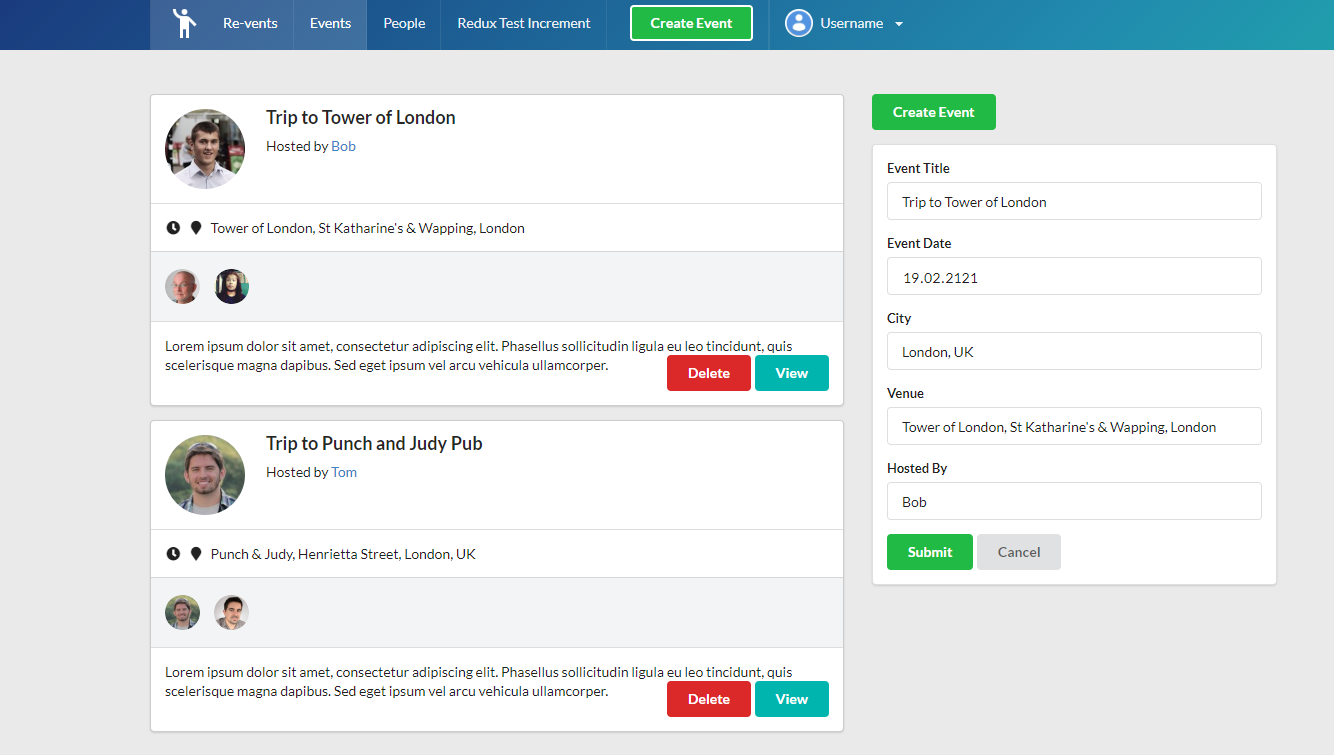 Re-vents Events People Redux Test Increment Create Event Username
Trip to Tower of London
Hosted by Bob
Tower of London, St Katharine's & Wapping, London
Lorem ipsum dolor sit amet, consectetur adipiscing elit. Phasellus sollicitudin ligula eu leo tincidunt, quis
scelerisque magna dapibus. Sed eget ipsum vel arcu vehicula ullamcorper.
Delete View
Trip to Punch and Judy Pub
Hosted by Tom
Punch & Judy, Henrietta Street, London, UK
Lorem ipsum dolor sit amet, consectetur adipiscing elit. Phasellus sollicitudin ligula eu leo tincidunt, quis
scelerisque magna dapibus. Sed eget ipsum vel arcu vehicula ullamcorper.
Delete View
Create Event
Event Title
Trip to Tower of London
Event Date
19.02.2121
City
London, UK
Venue
Tower of London, St Katharine's & Wapping, London
Hosted By
Bob
Submit Cancel